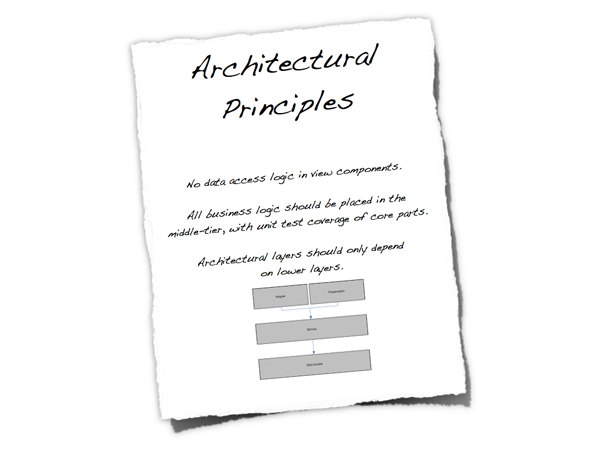 Architectural
Principles
No data access logic in view components.
All business logic should be placed in the
middle-tier, with unit test coverage of core parts.
Architectural layers should only depend
on lower layers.
Presentation
Service
Data Access